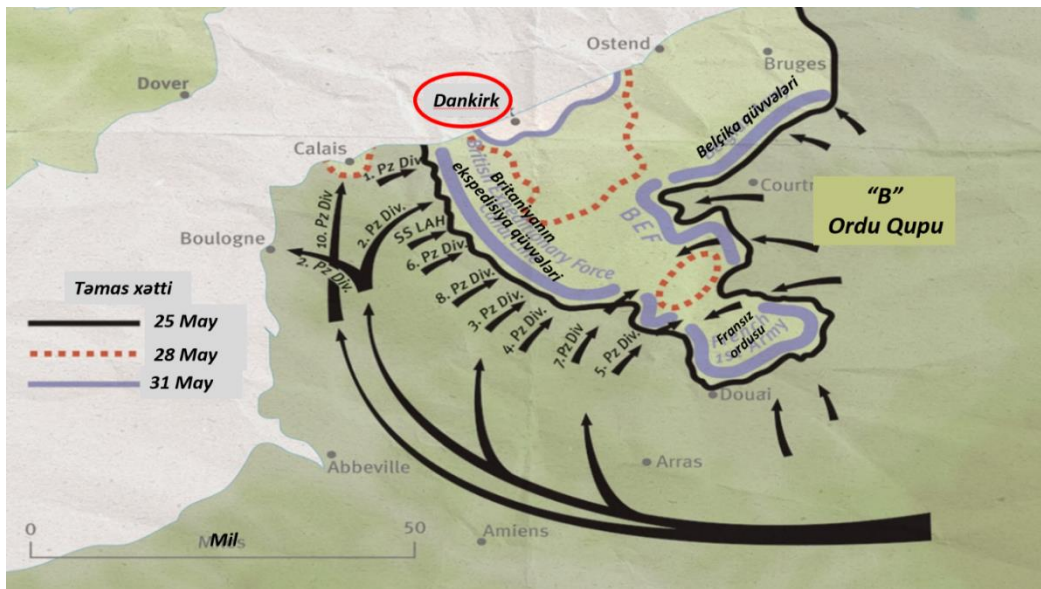 Ostend
Bruges
Dover
Dankirk
Calais
Belçika qüvvələri
Britaniyanın
ekspedisiya qüvvələri
British Expeditionary Force
BEF
Courtr
“B”
Ordu Qupu
Boulogne
1. Pz Div
10. Pz Div
2. Pz Div.
2. Pz Div.
SS LAH
6. Pz Div.
8. Pz Div.
3. Pz Div.
4. Pz Div.
7.Pz Div
5. Pz Div.
Təmas xətti
25 May
28 May
31 May
Fransız
ordusu
French
1st Army
Douai
Abbeville
Arras
Amiens
0
50
Mil